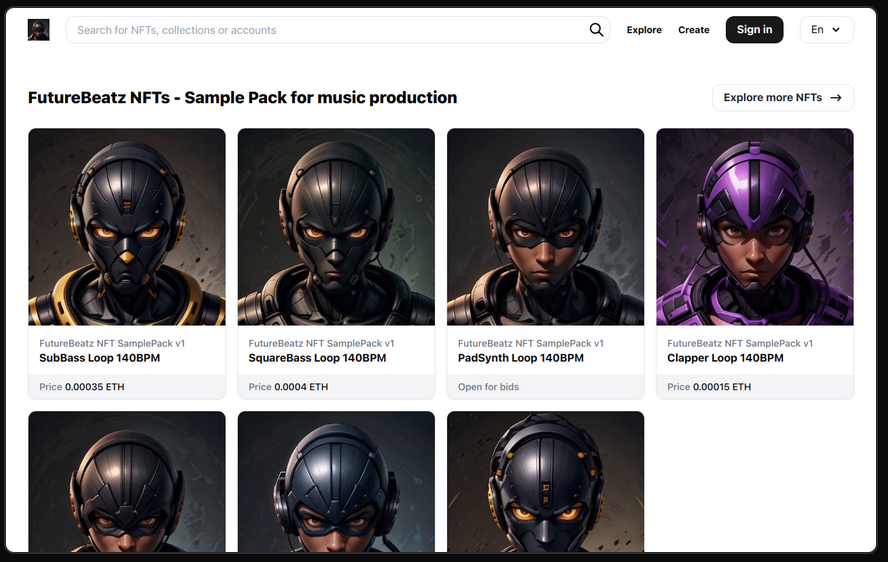 Search for NFTs, collections or accounts
Explore
Create
Sign in
En
FutureBeatz NFTs - Sample Pack for music production
Explore more NFTs
FutureBeatz NFT SamplePack v1
SubBass Loop 140BPM
Price 0.00035 ETH
FutureBeatz NFT SamplePack v1
SquareBass Loop 140BPM
Price 0.0004 ETH
FutureBeatz NFT SamplePack v1
PadSynth Loop 140BPM
Open for bids
FutureBeatz NFT SamplePack v1
Clapper Loop 140BPM
Price 0.00015 ETH